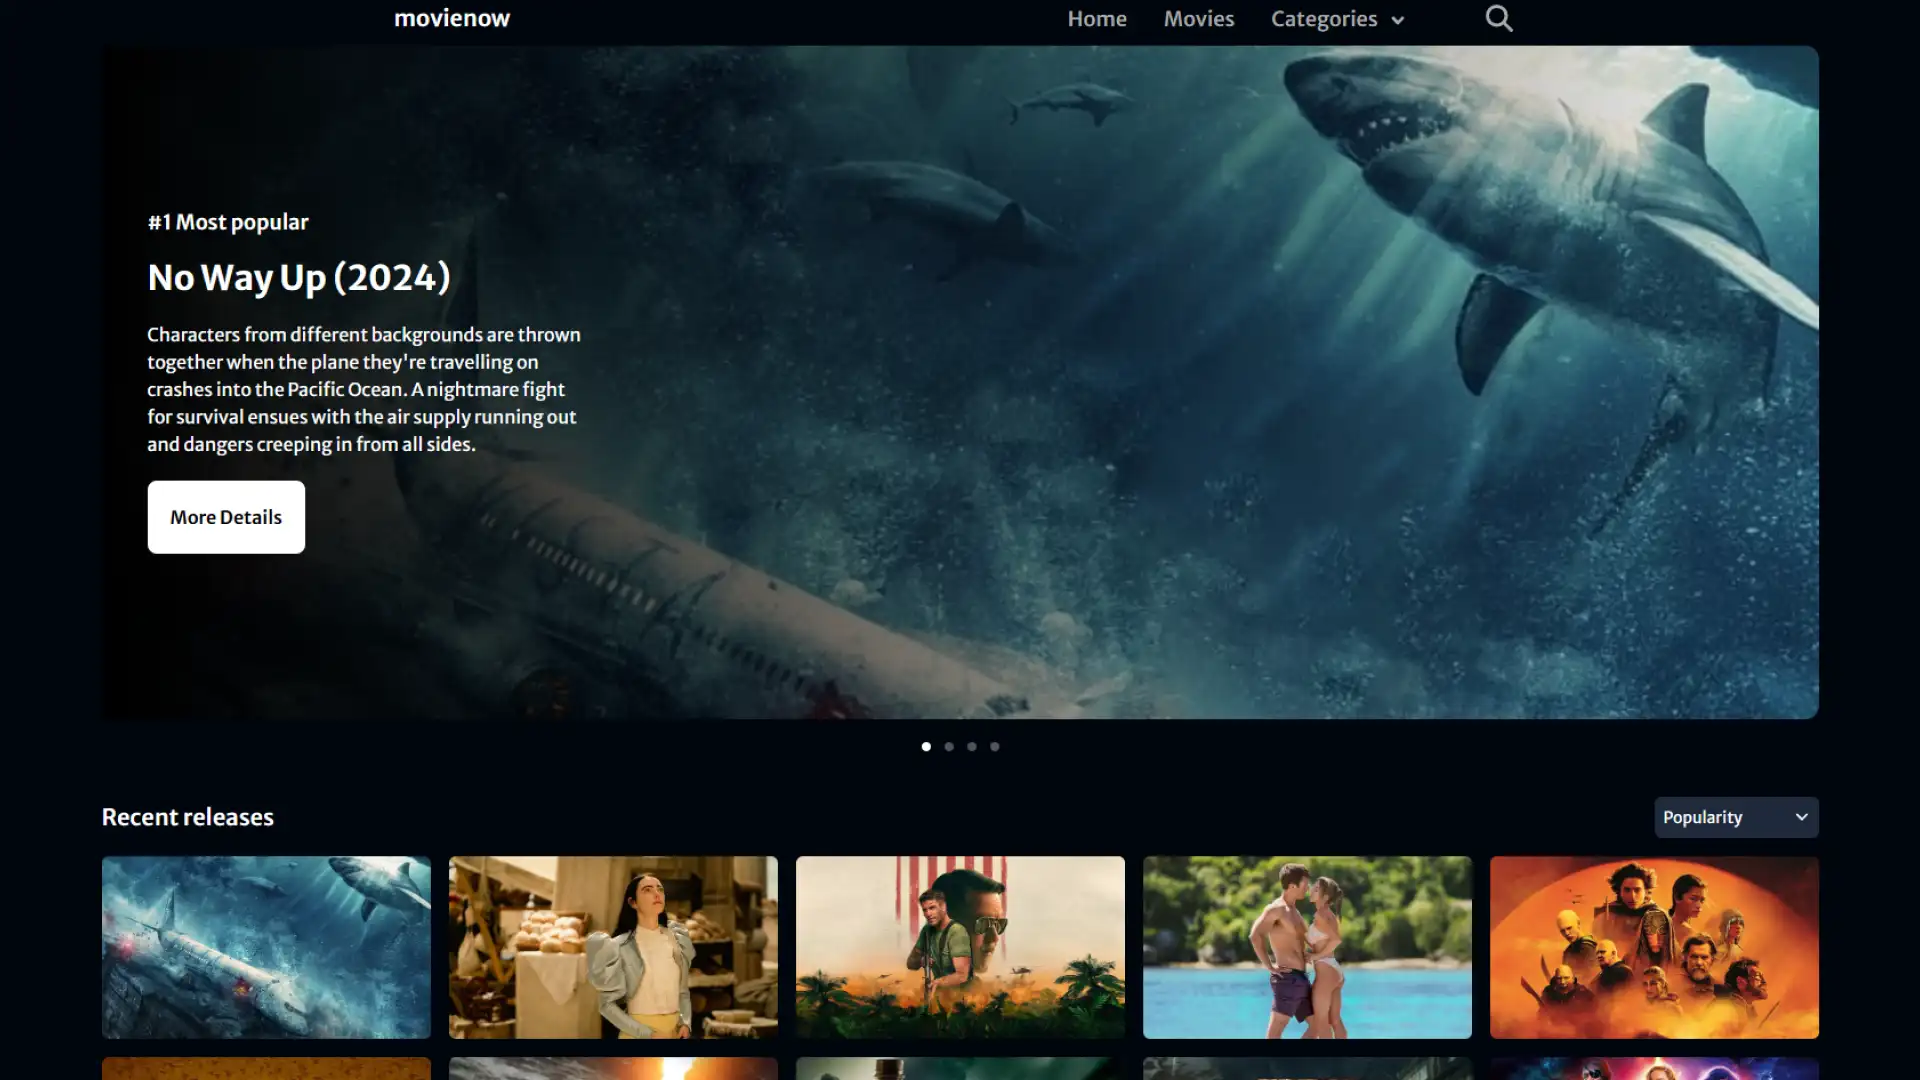 movienow
Home
Movies
Categories
#1 Most popular
No Way Up (2024)
Characters from different backgrounds are thrown
together when the plane they're travelling on
crashes into the Pacific Ocean. A nightmare fight
for survival ensues with the air supply running out
and dangers creeping in from all sides.
More Details
Recent releases
Popularity